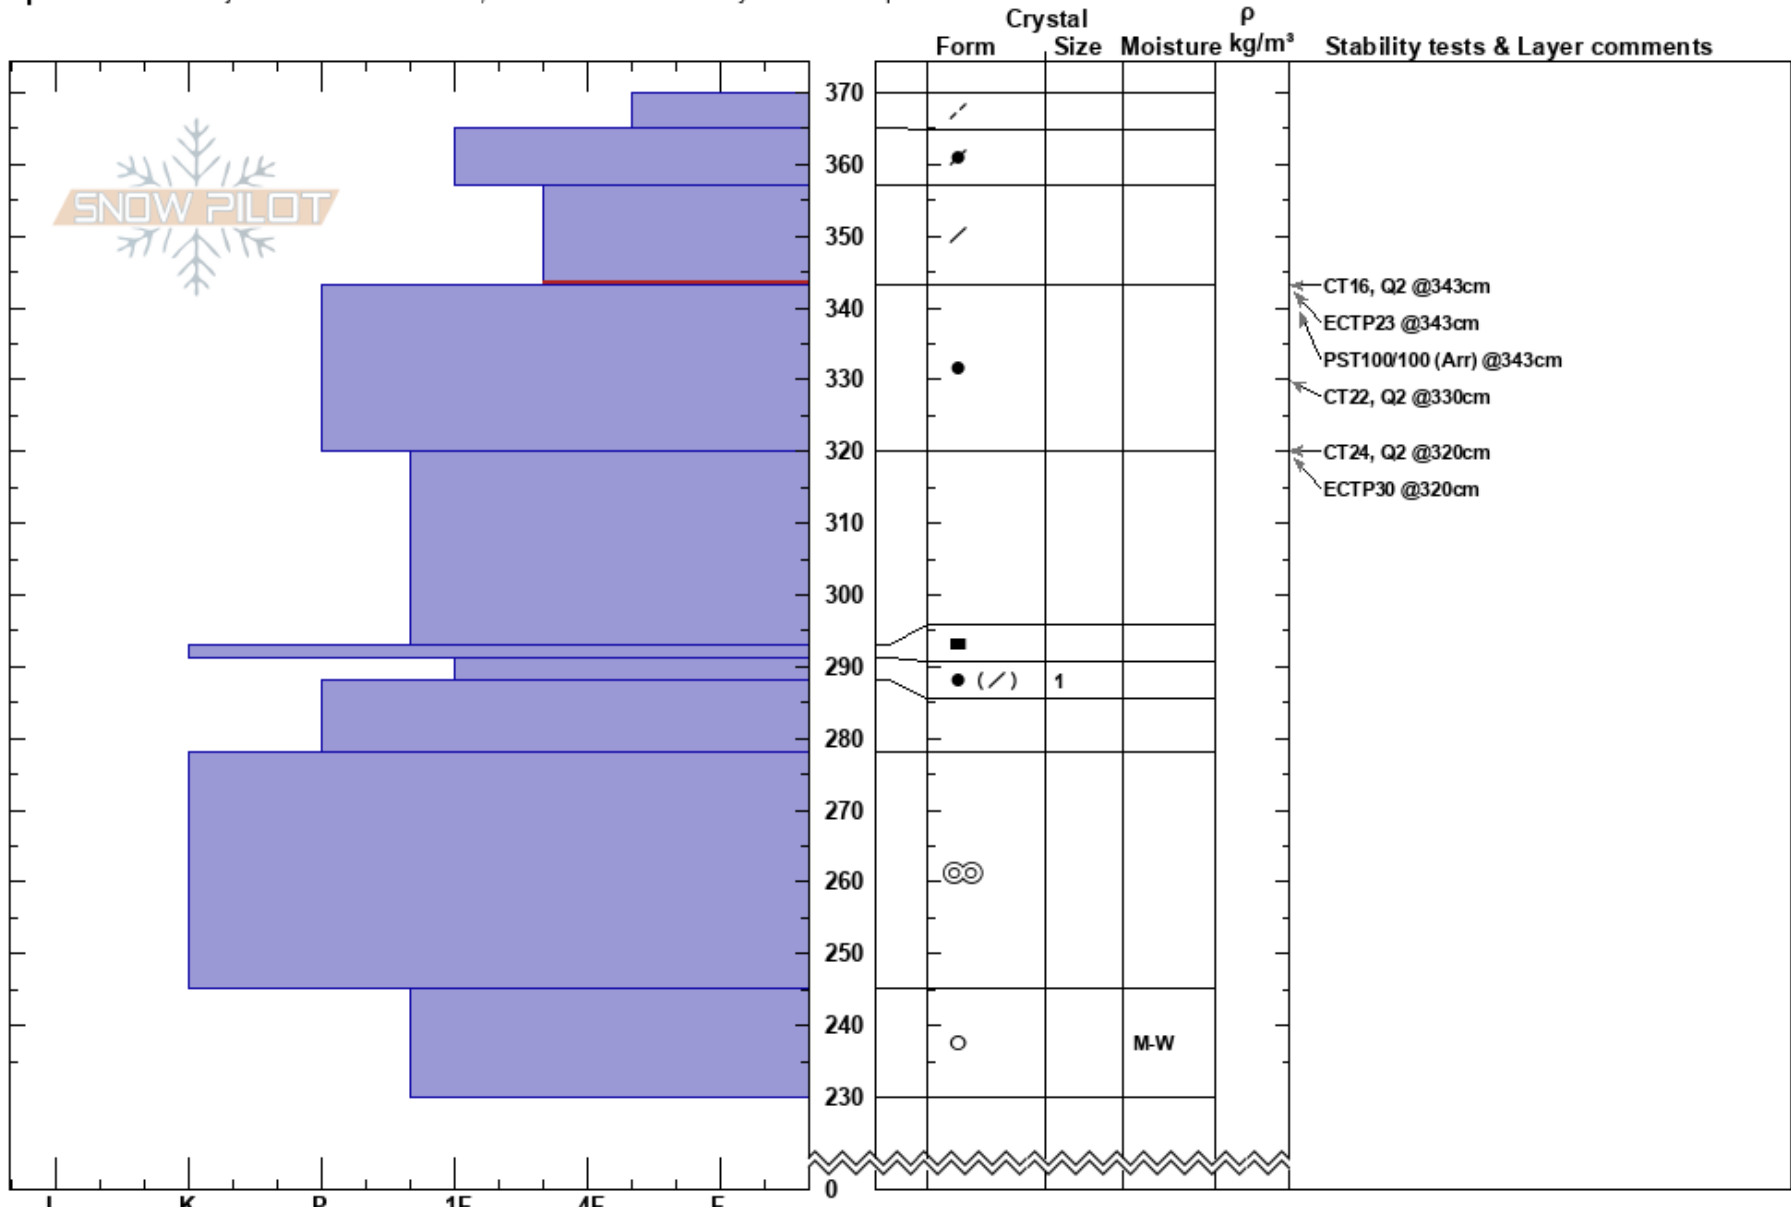 Crystal
ρ
Form Size Moisture kg/m³ Stability tests & Layer comments
370
360
SNOW PILOT
350
CT16, Q2 @343cm
340
ECTP23 @343cm
PST100/100 (Arr) @343cm
330
CT22, Q2 @330cm
320
CT24, Q2 @320cm
ECTP30 @320cm
310
300
290
( ) 1
280
270
260
250
240
M-W
230
0
I K P 1F 4F F